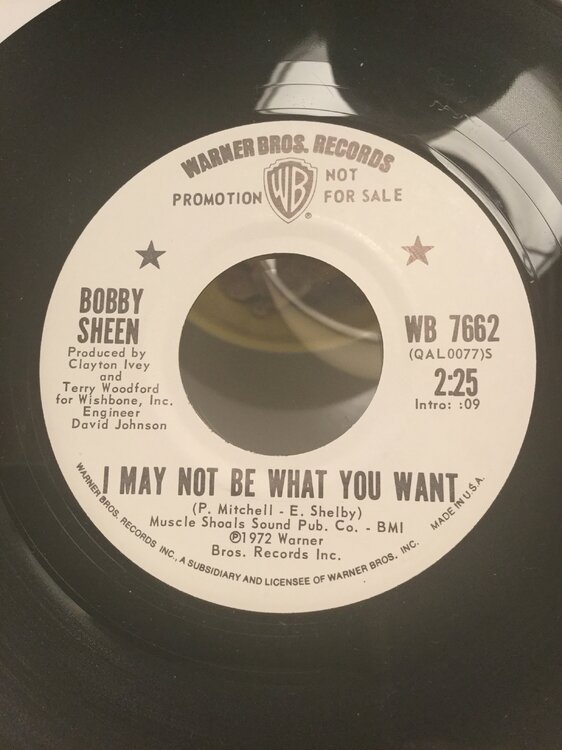 WARNER BROS. RECORDS
WB
®
PROMOTION NOT
FOR SALE
BOBBY
SHEEN
Produced by
Clayton Ivey
and
Terry Woodford
for Wishbone, Inc.
Engineer
David Johnson
WB 7662
(QAL0077)S
2:25
Intro: :09
I MAY NOT BE WHAT YOU WANT
(P. Mitchell - E. Shelby)
Muscle Shoals Sound Pub. Co. - BMI
℗1972 Warner
Bros. Records Inc.
WARNER BROS. RECORDS INC., A SUBSIDIARY AND LICENSEE OF WARNER BROS. INC. MADE IN U.S.A.